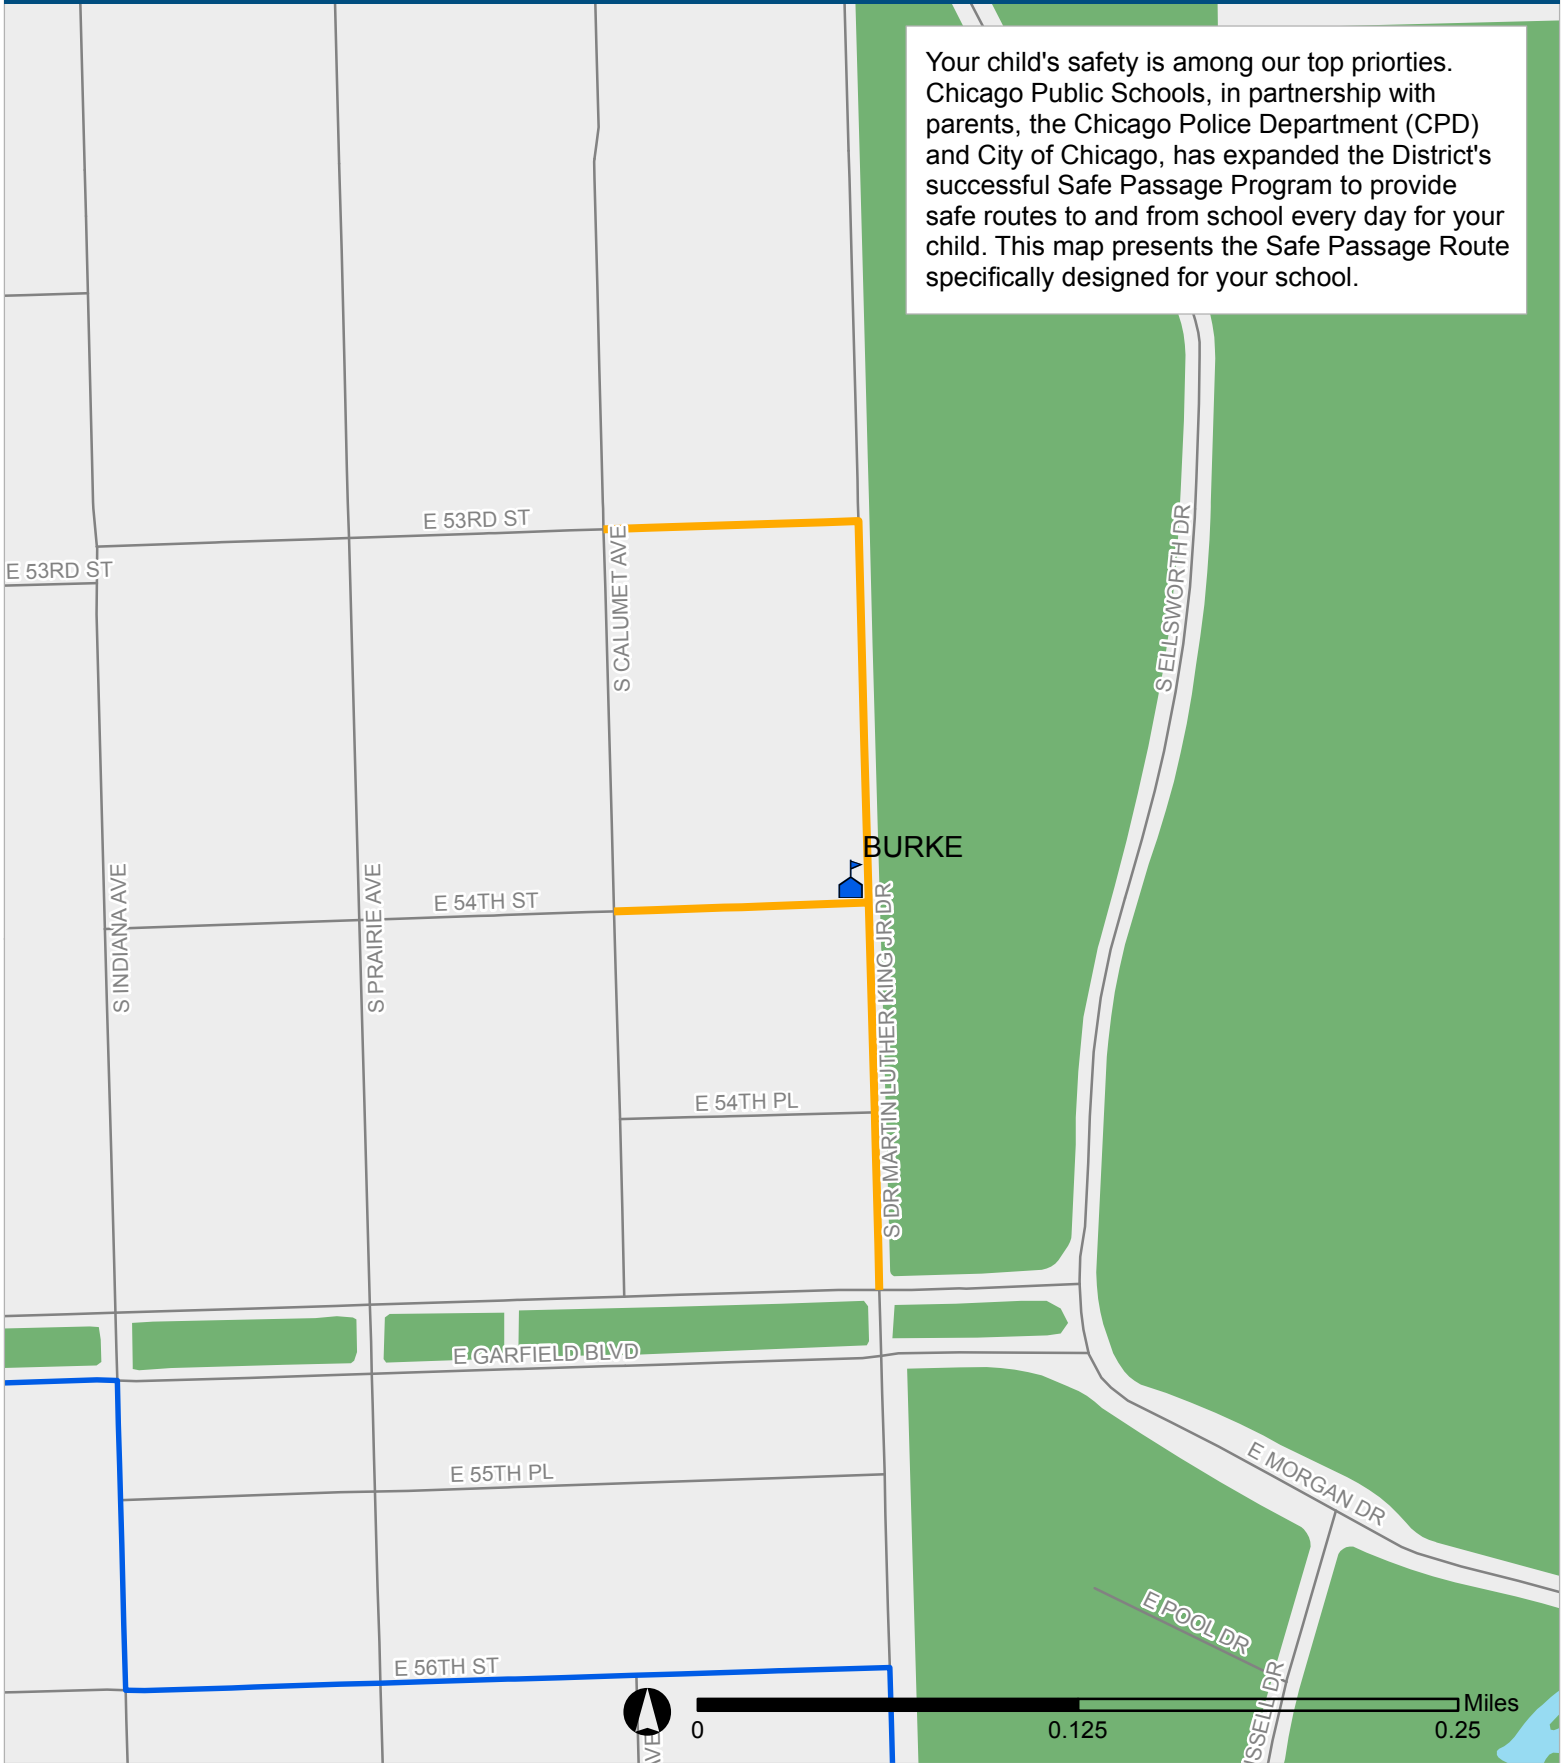 Your child's safety is among our top priorties.
Chicago Public Schools, in partnership with
parents, the Chicago Police Department (CPD)
and City of Chicago, has expanded the District's
successful Safe Passage Program to provide
safe routes to and from school every day for your
child. This map presents the Safe Passage Route
specifically designed for your school.
E 53RD ST
E 53RD ST
S CALUMET AVE
S ELLSWORTH DR
BURKE
S INDIANA AVE
S PRAIRIE AVE
E 54TH ST
S DR MARTIN LUTHER KING JR DR
E 54TH PL
E GARFIELD BLVD
E 55TH PL
E MORGAN DR
E POOL DR
E 56TH ST
SSELL DR
AVE
Miles
0
0.125
0.25